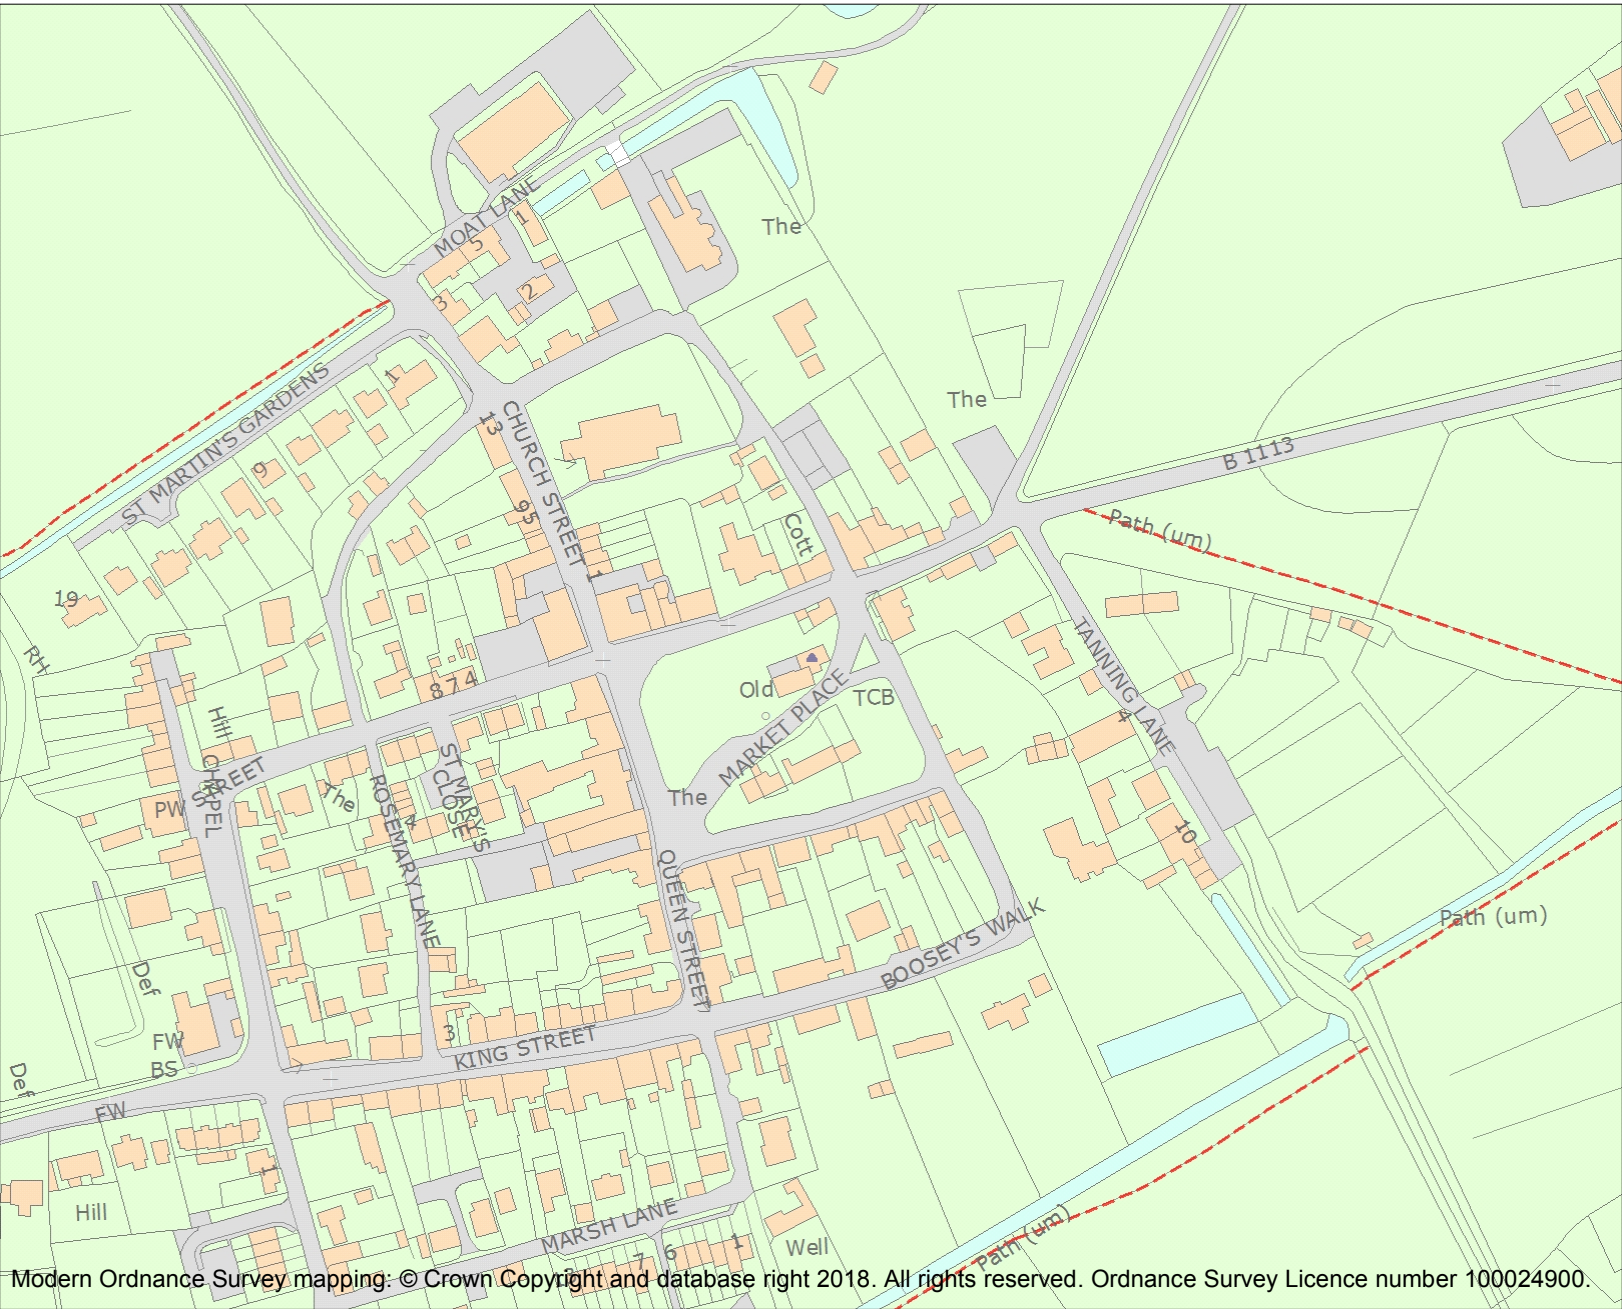 MOAT LANE
1
5
The
2
3
The
1
ST MARTIN'S GARDENS
13
CHURCH STREET
B 1113
9
95
Path (um)
Cott
1
19
RH
TANNING LANE
874
Old
MARKET PLACE
TCB
4
Hill
ST MARY'S
CLOSE
STREET
CHAPEL
The
The
ROSEMARY LANE
PW
4
10
QUEEN STREET
BOOSEY'S WALK
Path (um)
Def
FW
BS
3
KING STREET
7
Def
FW
1
Hill
MARSH LANE
Path (um)
7
6
1
Well
Modern Ordnance Survey mapping: © Crown Copyright and database right 2018. All rights reserved. Ordnance Survey Licence number 100024900.